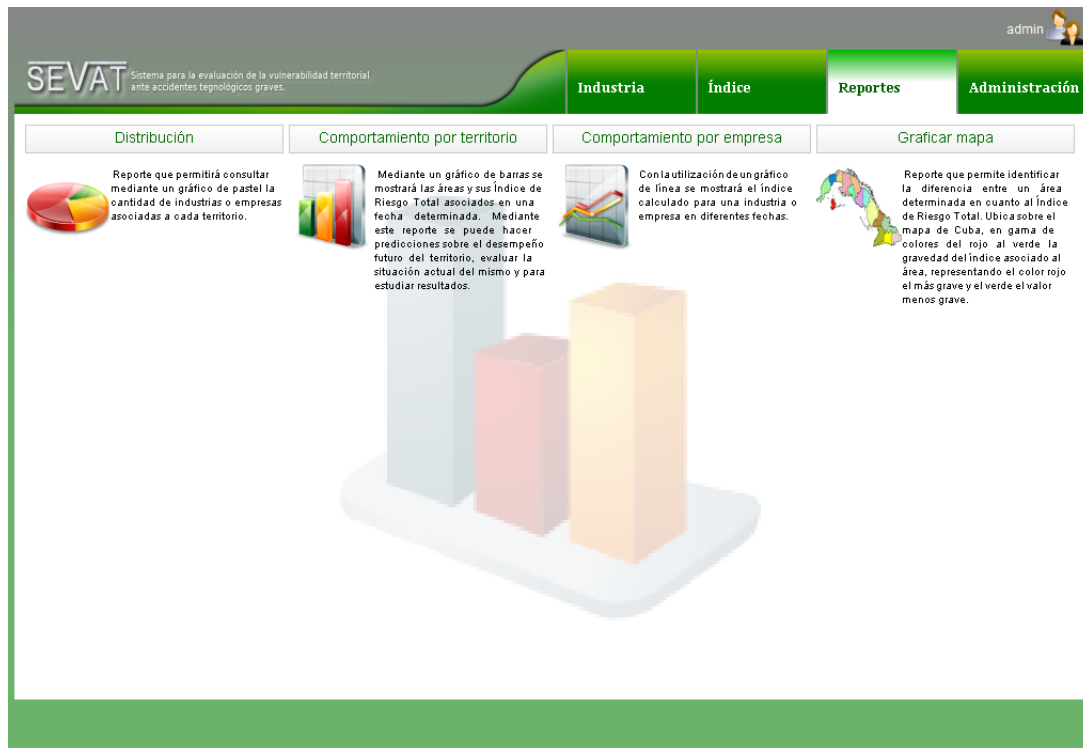 admin
SEVAT
Sistema para la evaluación de la vulnerabilidad territorial
ante accidentes tegnológicos graves.
Industria
Índice
Reportes
Administración
Distribución
Reporte que permitirá consultar
mediante un gráfico de pastel la
cantidad de industrias o empresas
asociadas a cada territorio.
Comportamiento por territorio
Mediante un gráfico de barras se
mostrará las áreas y sus Índice de
Riesgo Total asociados en una
fecha determinada. Mediante
este reporte se puede hacer
predicciones sobre el desempeño
futuro del territorio, evaluar la
situación actual del mismo y para
estudiar resultados.
Comportamiento por empresa
Con la utilización de un gráfico
de línea se mostrará el índice
calculado para una industria o
empresa en diferentes fechas.
Graficar mapa
Reporte que permite identificar
la diferencia entre un área
determinada en cuanto al Índice
de Riesgo Total. Ubica sobre el
mapa de Cuba, en gama de
colores del rojo al verde la
gravedad del índice asociado al
área, representando el color rojo
el más grave y el verde el valor
menos grave.